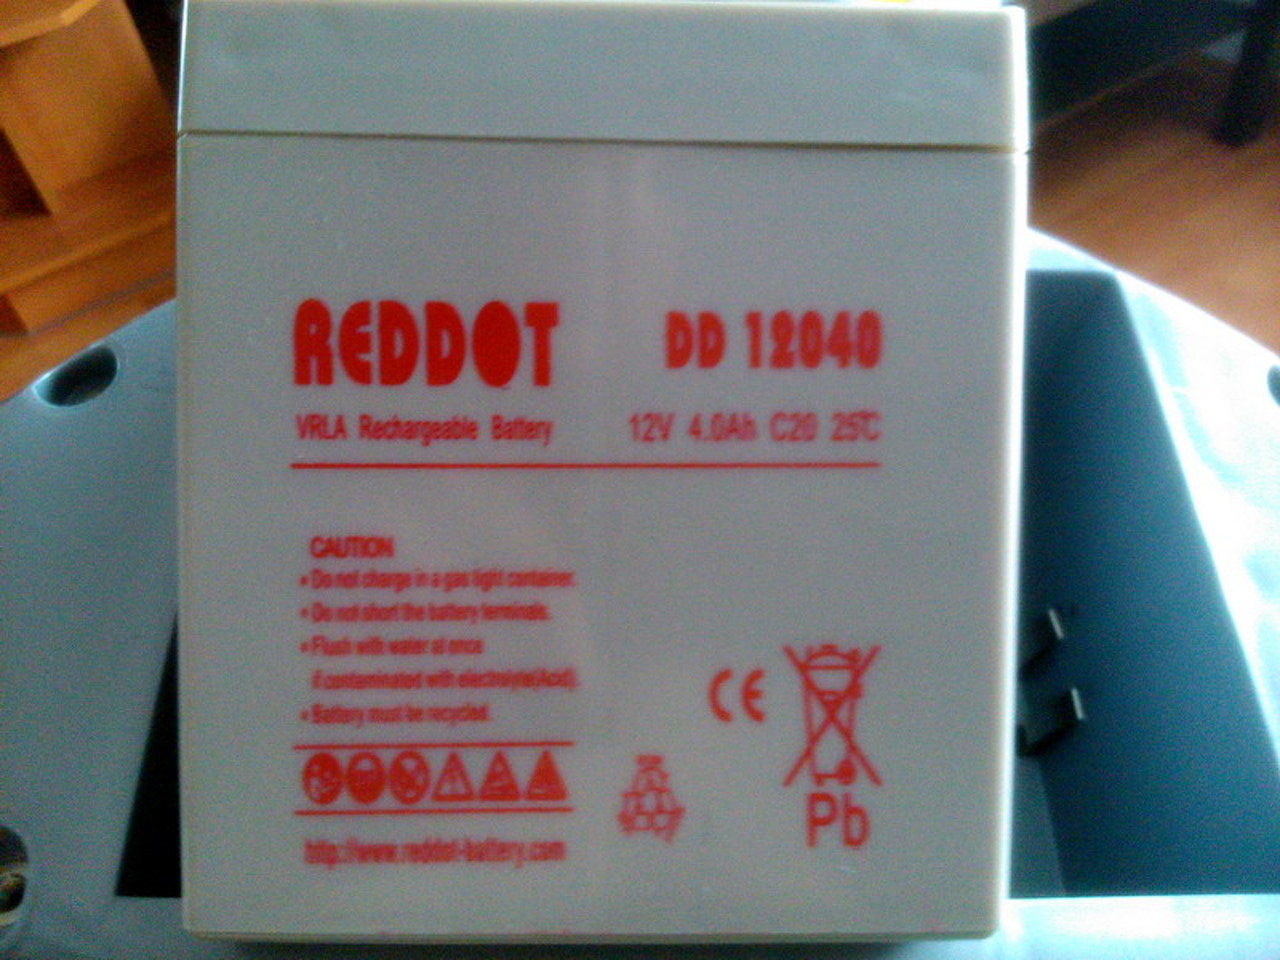 REDDOT DD 12040
VRLA Rechargeable Battery 12V 4.0Ah C20 25℃
CAUTION
• Do not charge in a gas tight container.
• Do not short the battery terminals.
• Flush with water at once
if contaminated with electrolyte(Acid).
• Battery must be recycled.
CE
Pb
http://www.reddot-battery.com